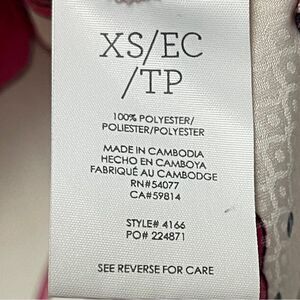 XS/EC
/TP
100% POLYESTER/
POLIESTER/POLYESTER
MADE IN CAMBODIA
HECHO EN CAMBOYA
FABRIQUÉ AU CAMBODGE
RN#54077
CA#59814
STYLE# 4166
PO# 224871
SEE REVERSE FOR CARE